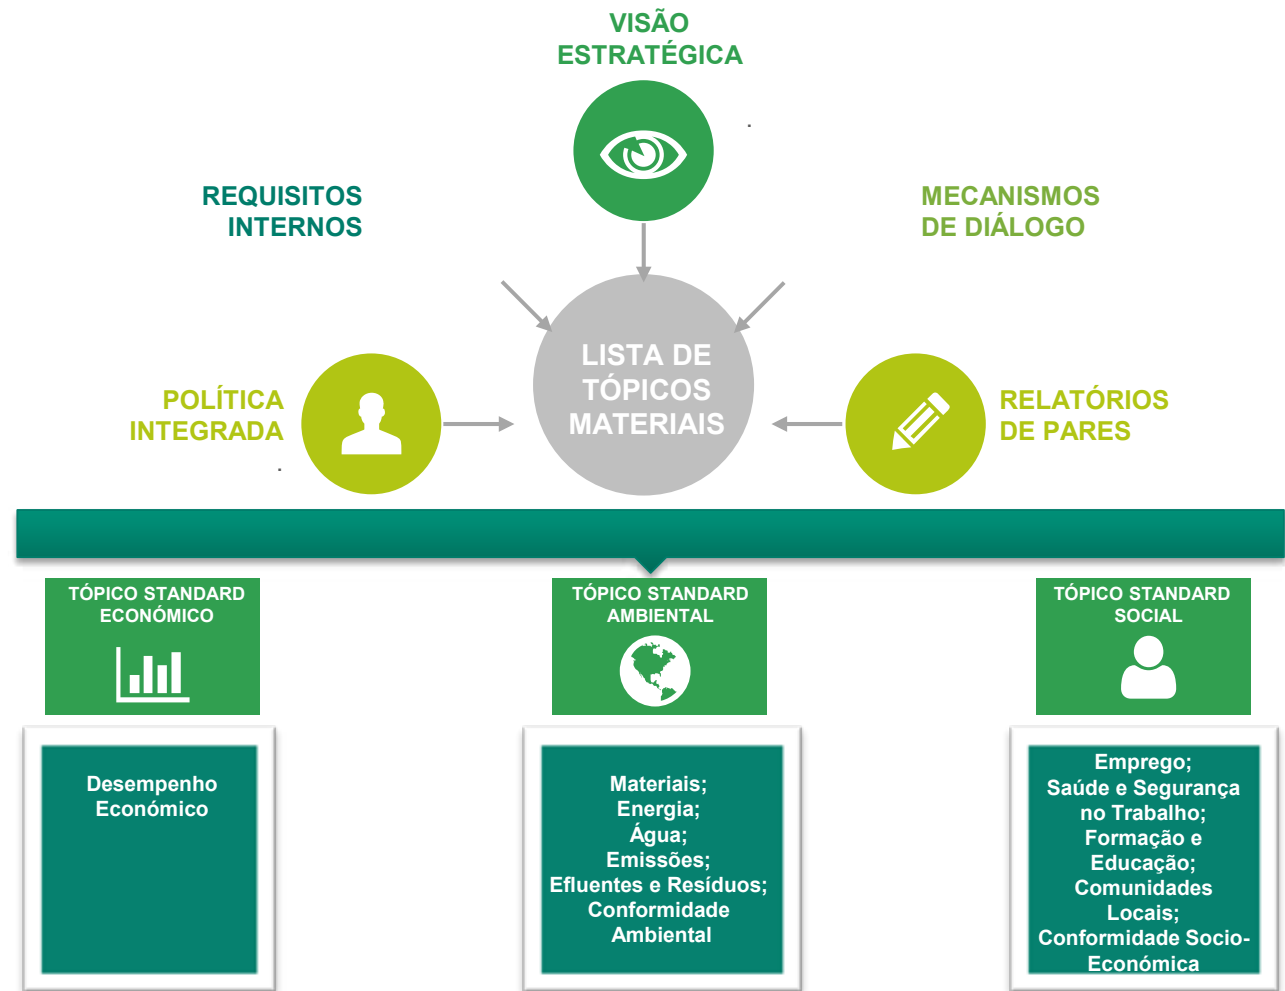 VISÃO
ESTRATÉGICA
REQUISITOS
INTERNOS
MECANISMOS
DE DIÁLOGO
LISTA DE
TÓPICOS
MATERIAIS
POLÍTICA
INTEGRADA
RELATÓRIOS
DE PARES
TÓPICO STANDARD
ECONÓMICO
TÓPICO STANDARD
AMBIENTAL
TÓPICO STANDARD
SOCIAL
Desempenho
Económico
Materiais;
Energia;
Água;
Emissões;
Efluentes e Resíduos;
Conformidade
Ambiental
Emprego;
Saúde e Segurança
no Trabalho;
Formação e
Educação;
Comunidades
Locais;
Conformidade Socio-
Económica